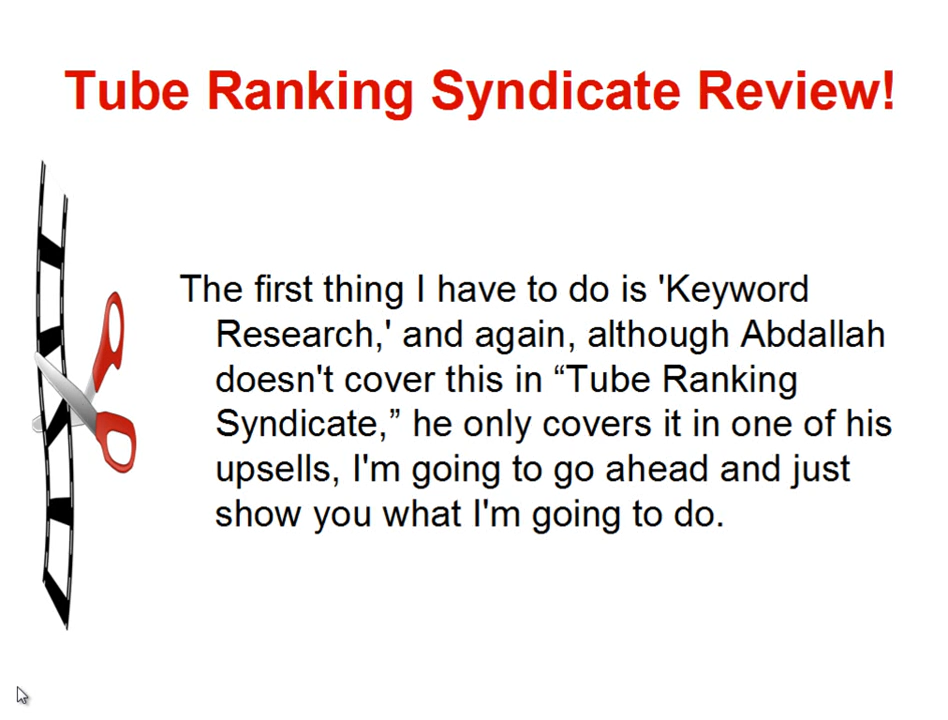 Tube Ranking Syndicate Review!
The first thing I have to do is 'Keyword
Research,' and again, although Abdallah
doesn't cover this in “Tube Ranking
Syndicate,” he only covers it in one of his
upsells, I'm going to go ahead and just
show you what I'm going to do.